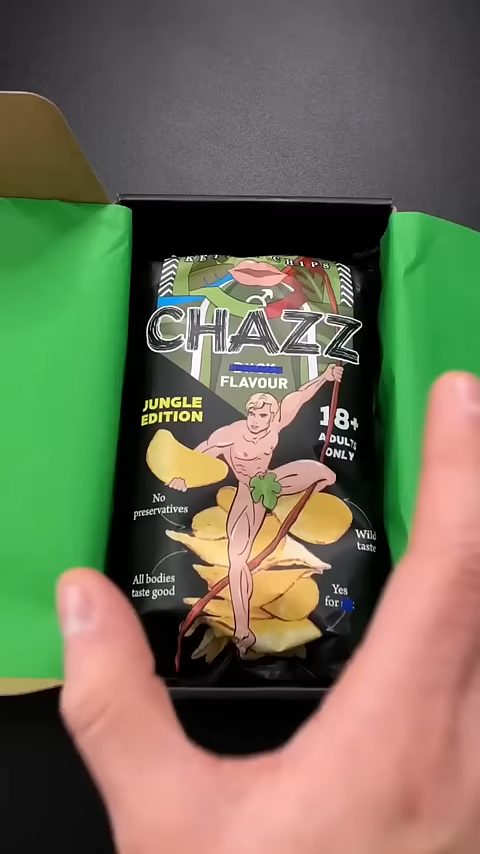 CHIPS
CHAZZ
FLAVOUR
JUNGLE
EDITION
18+
ADULTS
ONLY
No
preservatives
Wild
taste
All bodies
taste good
Yes
for